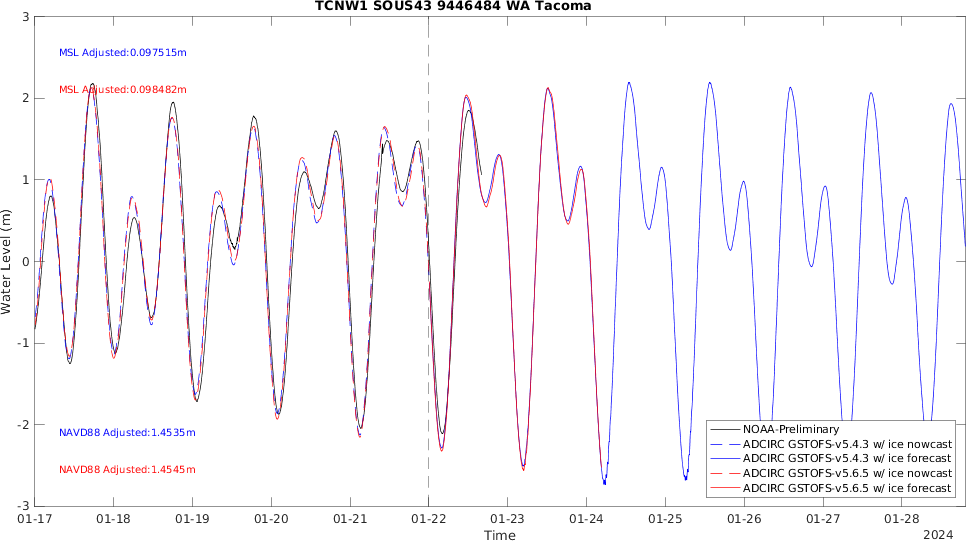 TCNW1 SOUS43 9446484 WA Tacoma
3
MSL Adjusted:0.097515m
MSL Adjusted:0.098482m
2
1
Water Level (m)
0
-1
-2
NAVD88 Adjusted:1.4535m
NAVD88 Adjusted:1.4545m
NOAA-Preliminary
ADCIRC GSTOFS-v5.4.3 w/ ice nowcast
ADCIRC GSTOFS-v5.4.3 w/ ice forecast
ADCIRC GSTOFS-v5.6.5 w/ ice nowcast
ADCIRC GSTOFS-v5.6.5 w/ ice forecast
-3
01-17 01-18 01-19 01-20 01-21 01-22 01-23 01-24 01-25 01-26 01-27 01-28
Time
2024